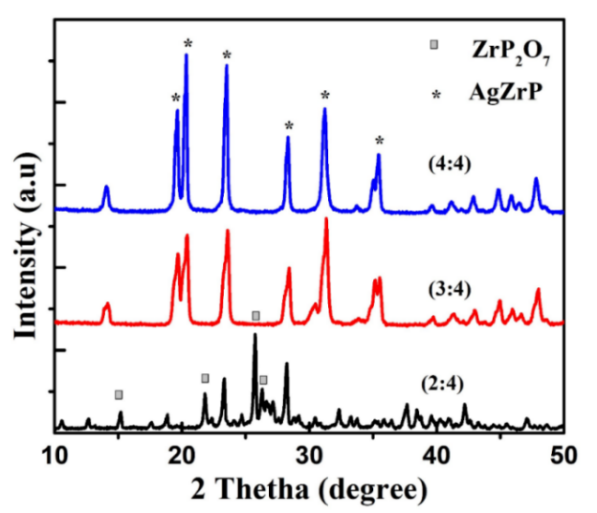 ZrP₂O₇
* AgZrP
(4:4)
(3:4)
(2:4)
Intensity (a.u)
10 20 30 40 50
2 Thetha (degree)